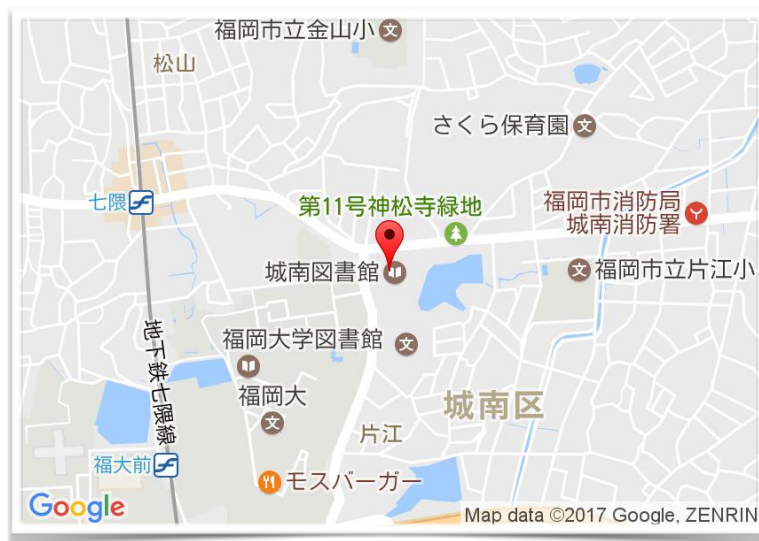 福岡市立金山小
松山
さくら保育園
七隈
第11号神松寺緑地
福岡市消防局
城南消防署
城南図書館
福岡市立片江小
地下鉄七隈線
福岡大学図書館
福岡大
城南区
片江
福大前
モスバーガー
Google
Map data ©2017 Google, ZENRIN